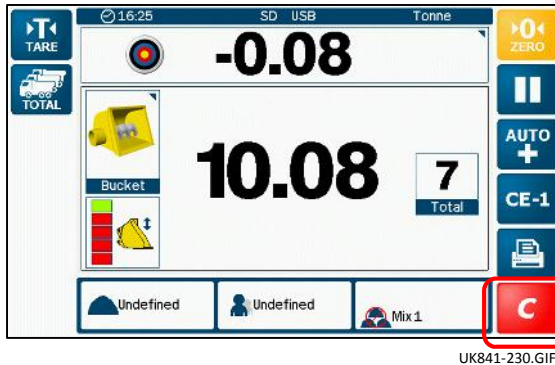 16:25 SD USB Tonne
T
TARE
TOTAL
-0.08
Bucket
10.08
7
Total
0
ZERO
AUTO
+
CE-1
C
Undefined
Undefined
Mix 1
UK841-230.GIF